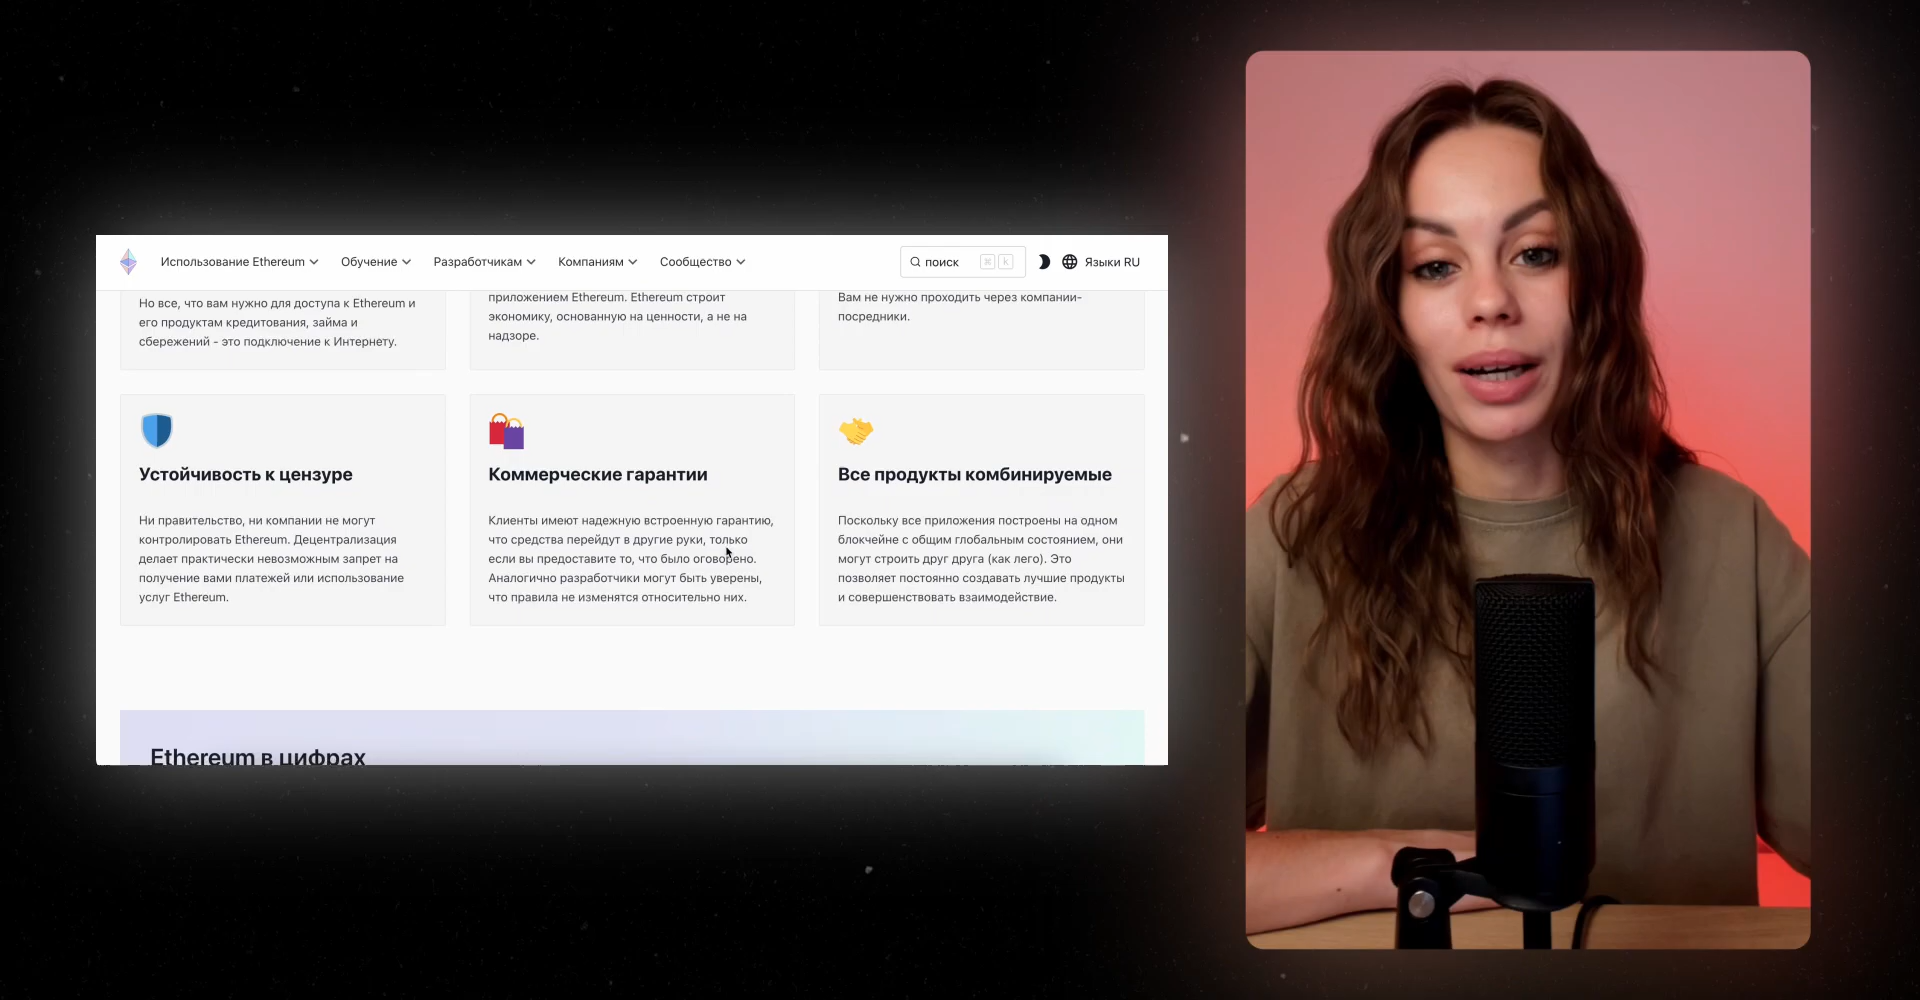 Использование Ethereum
Обучение
Разработчикам
Компаниям
Сообщество
поиск
⌘ k
Языки RU
Но все, что вам нужно для доступа к Ethereum и
его продуктам кредитования, займа и
сбережений - это подключение к Интернету.
приложением Ethereum. Ethereum строит
экономику, основанную на ценности, а не на
надзоре.
Вам не нужно проходить через компании-
посредники.
Устойчивость к цензуре
Ни правительство, ни компании не могут
контролировать Ethereum. Децентрализация
делает практически невозможным запрет на
получение вами платежей или использование
услуг Ethereum.
Коммерческие гарантии
Клиенты имеют надежную встроенную гарантию,
что средства перейдут в другие руки, только
если вы предоставите то, что было оговорено.
Аналогично разработчики могут быть уверены,
что правила не изменятся относительно них.
Все продукты комбинируемые
Поскольку все приложения построены на одном
блокчейне с общим глобальным состоянием, они
могут строить друг друга (как лего). Это
позволяет постоянно создавать лучшие продукты
и совершенствовать взаимодействие.
Ethereum в цифрах